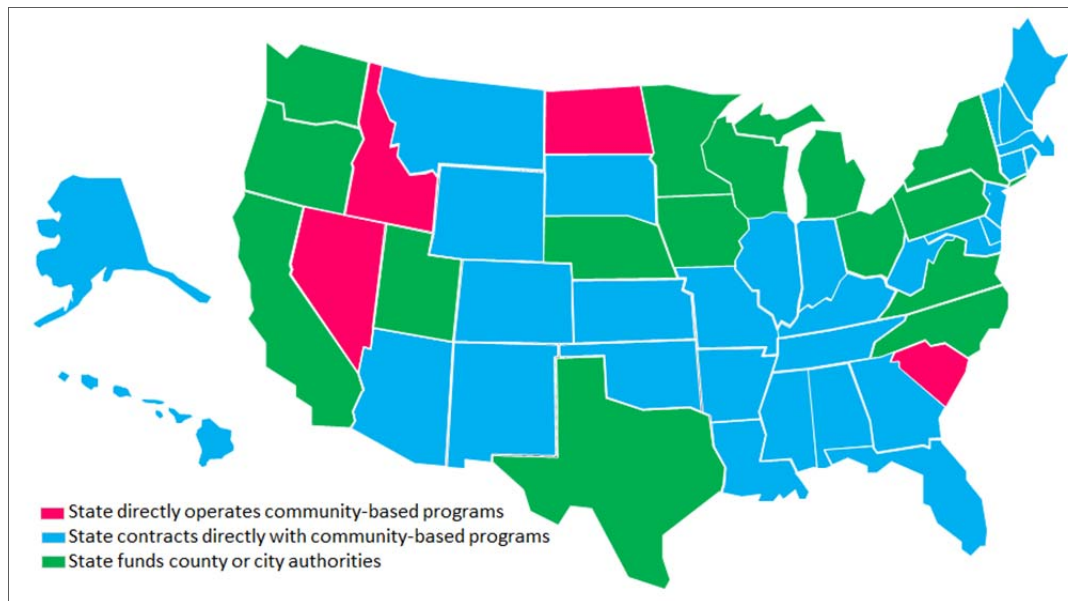 State directly operates community-based programs
State contracts directly with community-based programs
State funds county or city authorities